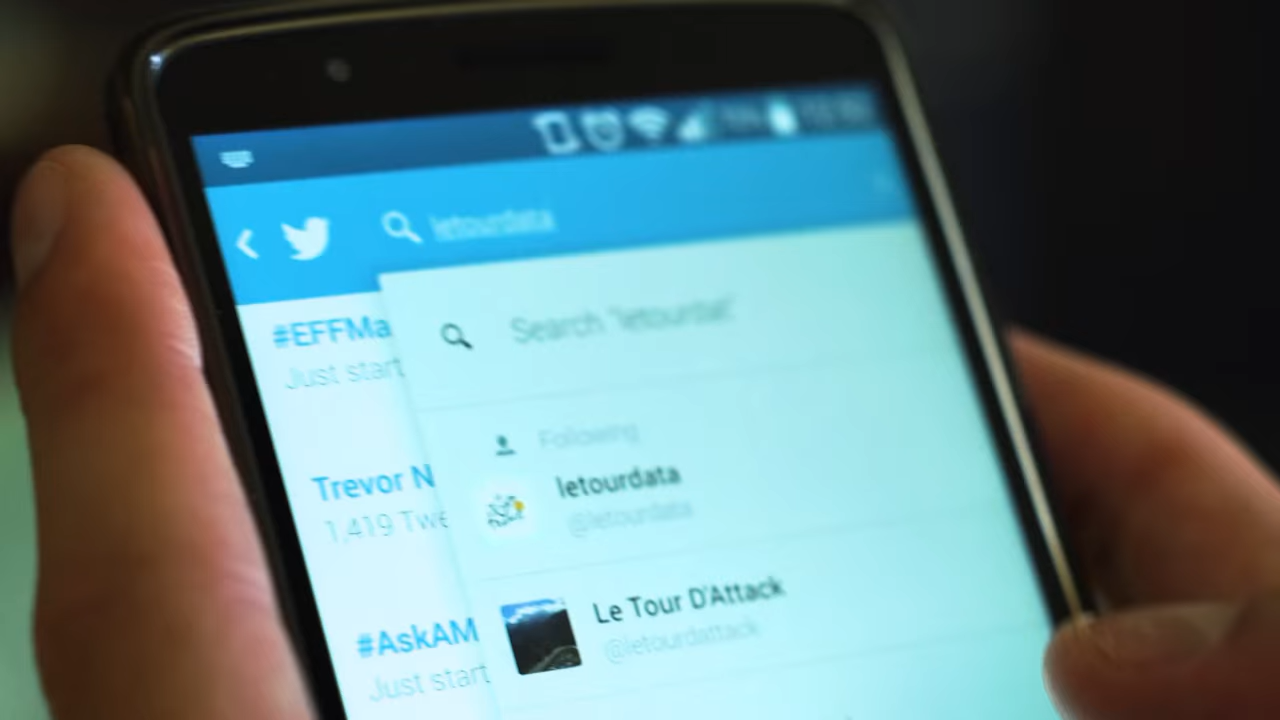 letourdata
Search "letourdat"
#EFFMa
Just start
Following
letourdata
@letourdata
Trevor N
1,419 Twe
Le Tour D'Attack
@letourdattack
#AskAM
Just start